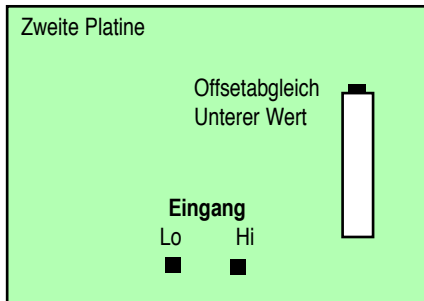 Zweite Platine
Offsetabgleich
Unterer Wert
Eingang
Lo Hi